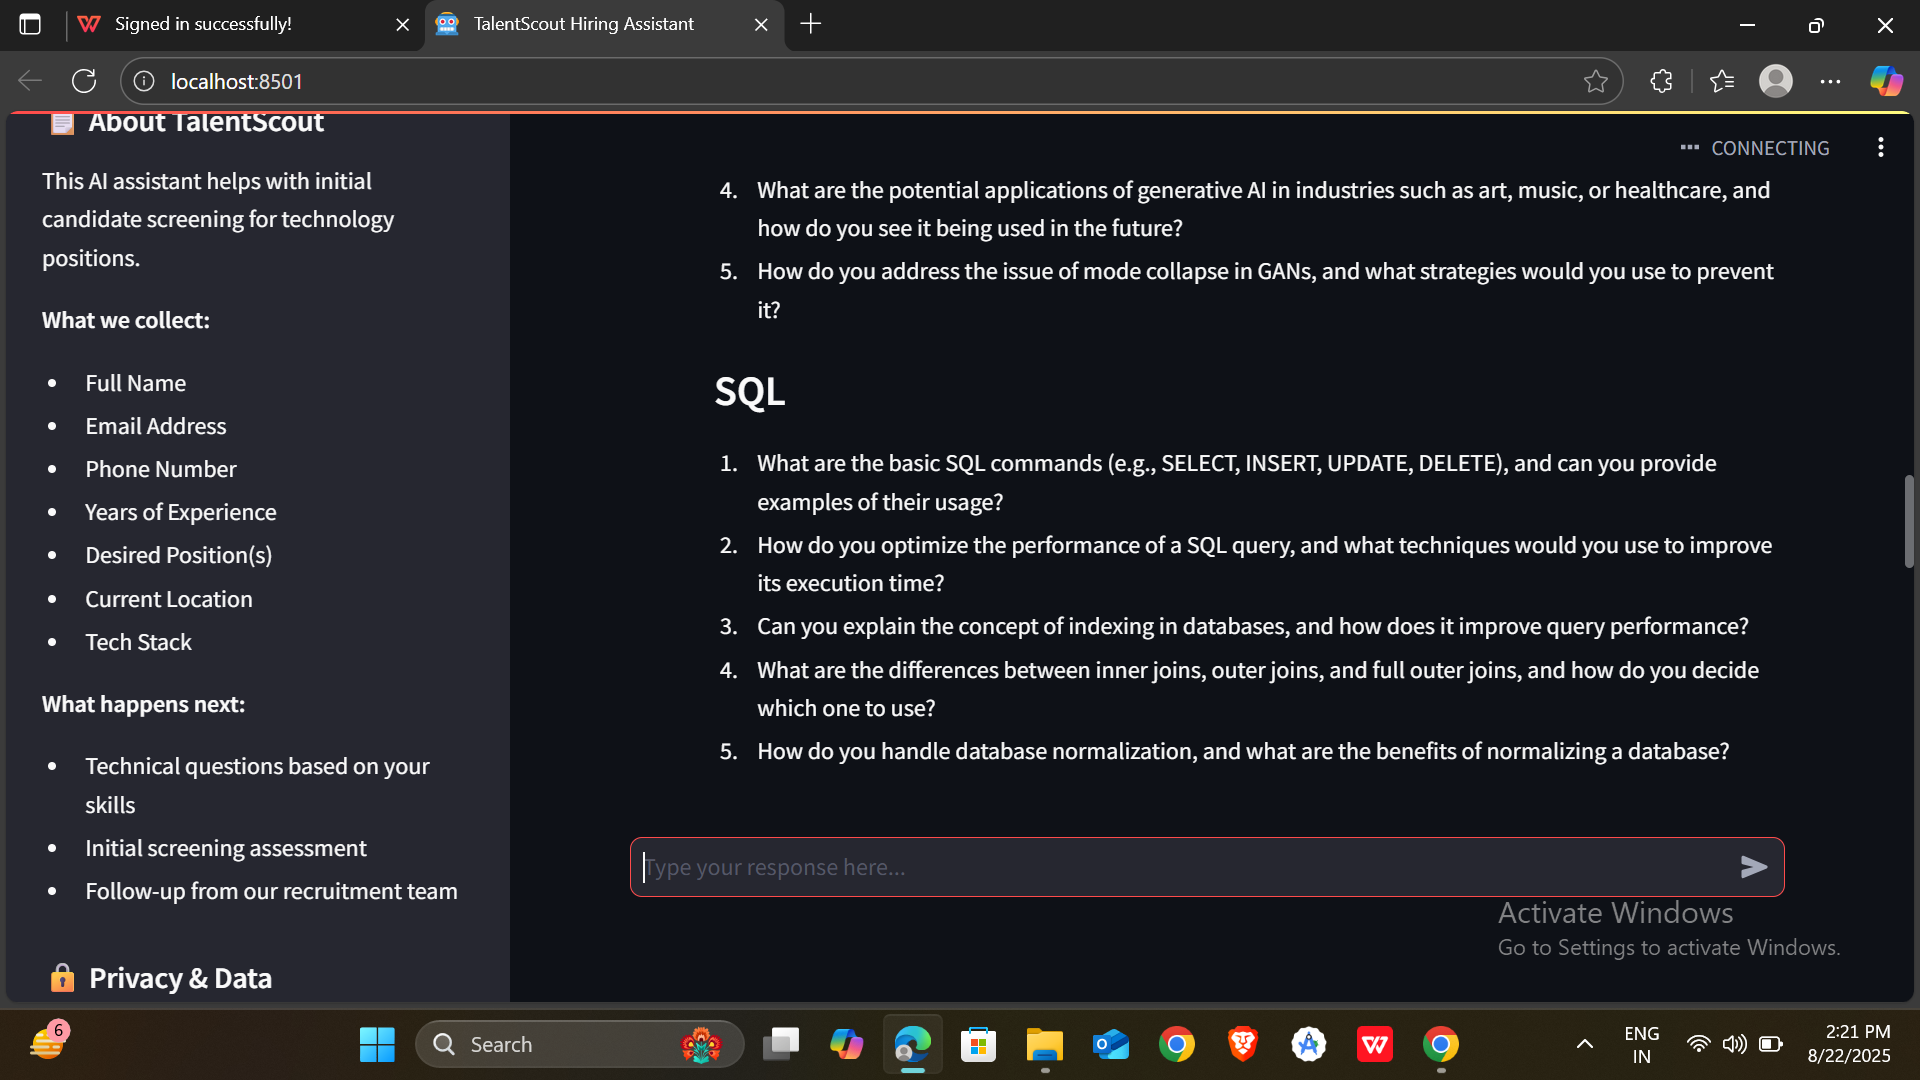 Signed in successfully!
TalentScout Hiring Assistant
localhost:8501
About TalentScout
This AI assistant helps with initial
candidate screening for technology
positions.
What we collect:
• Full Name
• Email Address
• Phone Number
• Years of Experience
• Desired Position(s)
• Current Location
• Tech Stack
What happens next:
• Technical questions based on your
skills
• Initial screening assessment
• Follow-up from our recruitment team
Privacy & Data
CONNECTING
4. What are the potential applications of generative AI in industries such as art, music, or healthcare, and
how do you see it being used in the future?
5. How do you address the issue of mode collapse in GANs, and what strategies would you use to prevent
it?
SQL
1. What are the basic SQL commands (e.g., SELECT, INSERT, UPDATE, DELETE), and can you provide
examples of their usage?
2. How do you optimize the performance of a SQL query, and what techniques would you use to improve
its execution time?
3. Can you explain the concept of indexing in databases, and how does it improve query performance?
4. What are the differences between inner joins, outer joins, and full outer joins, and how do you decide
which one to use?
5. How do you handle database normalization, and what are the benefits of normalizing a database?
Type your response here...
Activate Windows
Go to Settings to activate Windows.
6
Search
ENG
IN
2:21 PM
8/22/2025